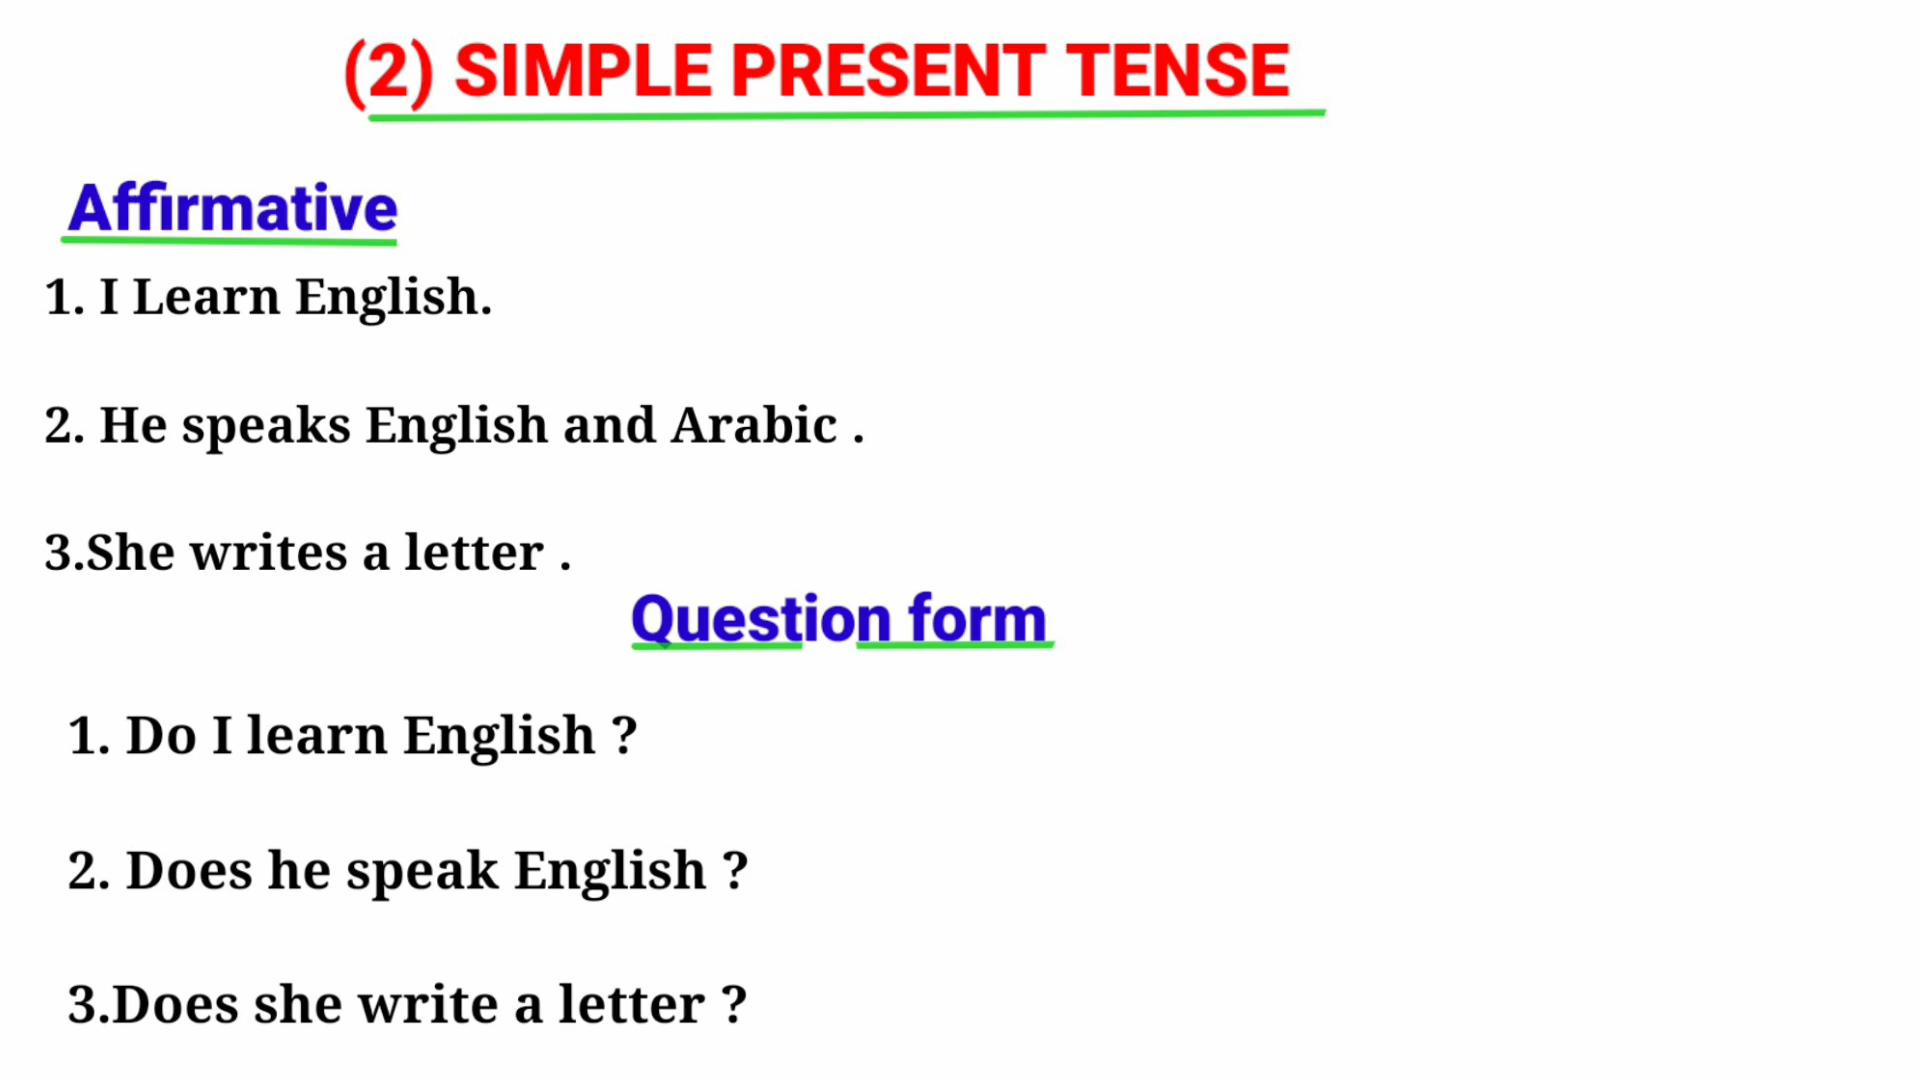 (2) SIMPLE PRESENT TENSE
Affirmative
1. I Learn English.
2. He speaks English and Arabic .
3.She writes a letter .
Question form
1. Do I learn English ?
2. Does he speak English ?
3.Does she write a letter ?